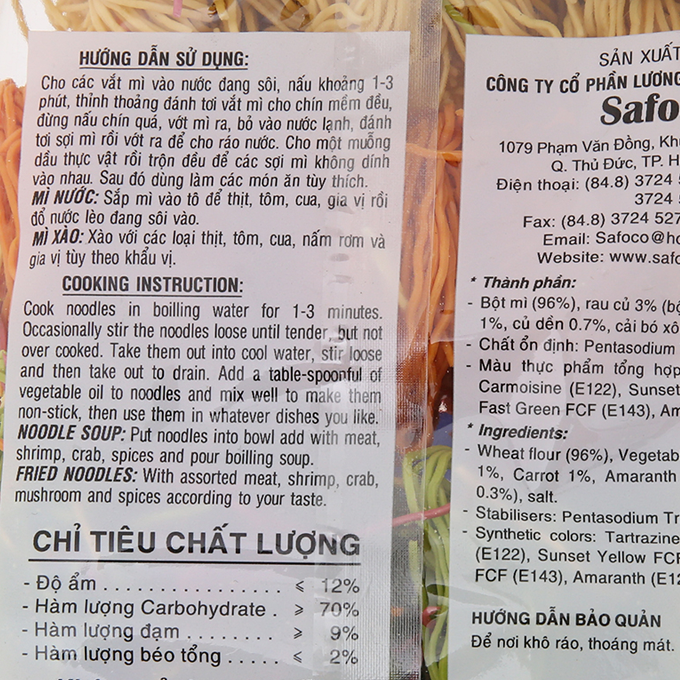 HƯỚNG DẪN SỬ DỤNG:
Cho các vắt mì vào nước đang sôi, nấu khoảng 1-3
phút, thỉnh thoảng đánh tơi vắt mì cho chín mềm đều,
đừng nấu chín quá, vớt mì ra, bỏ vào nước lạnh, đánh
tơi sợi mì rồi vớt ra để cho ráo nước. Cho một muỗng
dầu thực vật rồi trộn đều để các sợi mì không dính
vào nhau. Sau đó dùng làm các món ăn tùy thích.
MÌ NƯỚC: Sắp mì vào tô để thịt, tôm, cua, gia vị rồi
đổ nước lèo đang sôi vào.
MÌ XÀO: Xào với các loại thịt, tôm, cua, nấm rơm và
gia vị tùy theo khẩu vị.
COOKING INSTRUCTION:
Cook noodles in boilling water for 1-3 minutes.
Occasionally stir the noodles loose until tender, but not
over cooked. Take them out into cool water, stir loose
and then take out to drain. Add a table-spoonful of
vegetable oil to noodles and mix well to make them
non-stick, then use them in whatever dishes you like.
NOODLE SOUP: Put noodles into bowl add with meat,
shrimp, crab, spices and pour boilling soup.
FRIED NOODLES: With assorted meat, shrimp, crab,
mushroom and spices according to your taste.
CHỈ TIÊU CHẤT LƯỢNG
- Độ ẩm . . . . . . . . . . . . . . . . . ⩽ 12%
- Hàm lượng Carbohydrate . ⩾ 70%
- Hàm lượng đạm . . . . . . . . . ⩾ 9%
- Hàm lượng béo tổng . . . . . ⩽ 2%
SẢN XUẤT
CÔNG TY CỔ PHẦN LƯƠNG
Safo
1079 Phạm Văn Đồng, Khu
Q. Thủ Đức, TP. H
Điện thoại: (84.8) 3724
3724
Fax: (84.8) 3724 527
Email: Safoco@ho
Website: www.safo
* Thành phần:
- Bột mì (96%), rau củ 3% (bộ
1%, củ dền 0.7%, cải bó xô
- Chất ổn định: Pentasodium
- Màu thực phẩm tổng hợp
Carmoisine (E122), Sunset
Fast Green FCF (E143), Am
* Ingredients:
- Wheat flour (96%), Vegetab
1%, Carrot 1%, Amaranth
0.3%), salt.
- Stabilisers: Pentasodium Tr
- Synthetic colors: Tartrazine
(E122), Sunset Yellow FCF
FCF (E143), Amaranth (E12
HƯỚNG DẪN BẢO QUẢN
Để nơi khô ráo, thoáng mát.